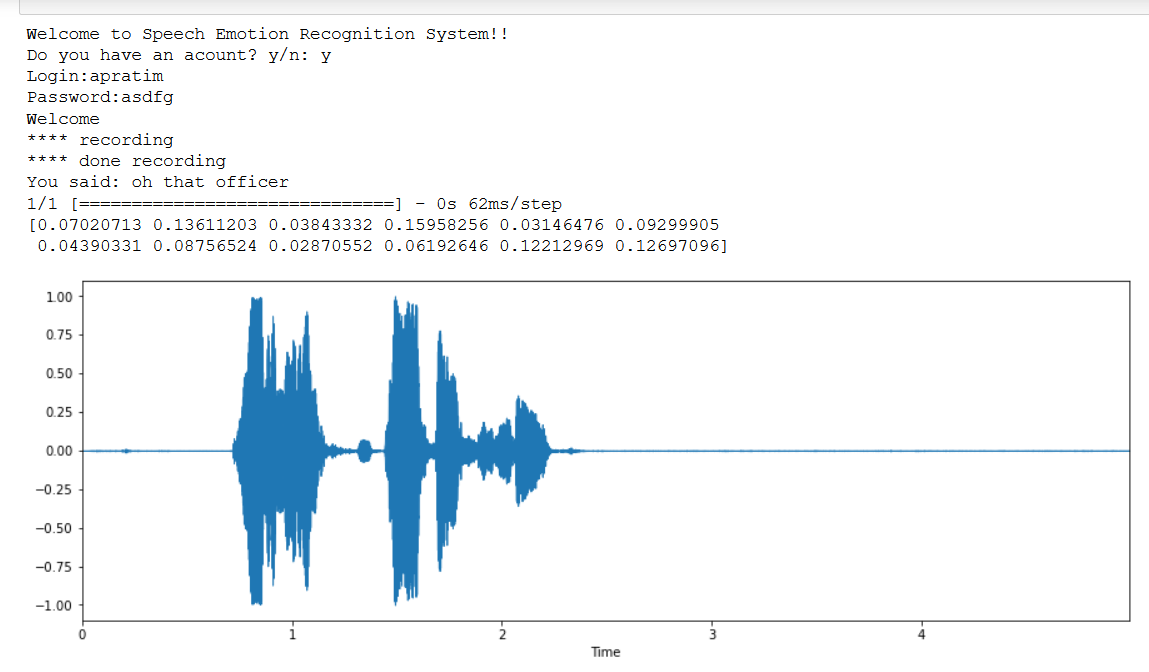 Welcome to Speech Emotion Recognition System!!
Do you have an acount? y/n: y
Login:apratim
Password:asdfg
Welcome
**** recording
**** done recording
You said: oh that officer
1/1 [==============================] - 0s 62ms/step
[0.07020713 0.13611203 0.03843332 0.15958256 0.03146476 0.09299905
0.04390331 0.08756524 0.02870552 0.06192646 0.12212969 0.12697096]
1.00
0.75
0.50
0.25
0.00
−0.25
−0.50
−0.75
−1.00
0 1 2 3 4
Time